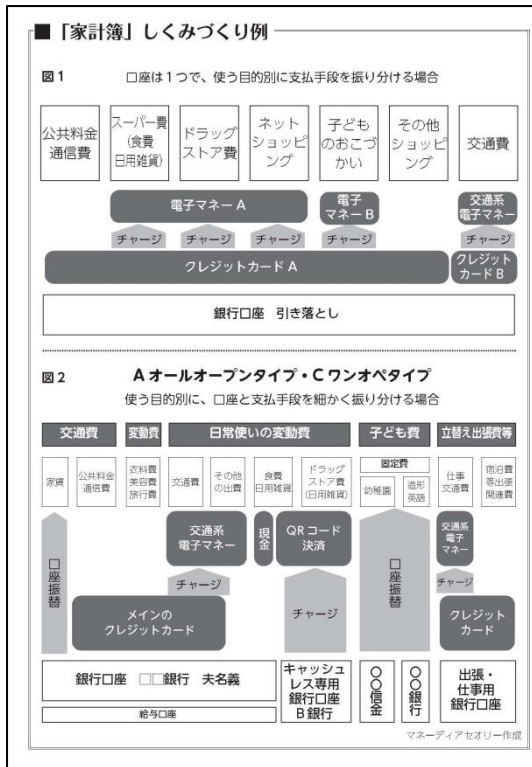 ■「家計簿」しくみづくり例
図1 口座は1つで、使う目的別に支払手段を振り分ける場合
公共料金
通信費
スーパー費
(食費
日用雑貨)
ドラッグ
ストア費
ネット
ショッピ
ング
子ども
のおこづ
かい
その他
ショッピ
ング
交通費
電子マネーA
電子
マネーB
交通系
電子マネー
チャージ
チャージ
チャージ
チャージ
チャージ
クレジットカードA
クレジット
カードB
銀行口座 引き落とし
図2 Aオールオープンタイプ・Cワンオペタイプ
使う目的別に、口座と支払手段を細かく振り分ける場合
交通費
変動費
日常使いの変動費
子ども費
立替え出張費等
家賃
公共料金
通信費
衣料費
美容費
旅行費
交通費
その他
の出費
食費
日用雑貨
ドラッグ
ストア費
(日用雑貨)
固定費
幼稚園
造形
英語
仕事
交通費
宿泊費
等出張
関連費
口座振替
交通系
電子マネー
現金
QRコード
決済
口座振替
交通系
電子
マネー
チャージ
チャージ
チャージ
メインの
クレジットカード
クレジット
カード
銀行口座 □□銀行 夫名義
給与口座
キャッシュ
レス専用
銀行口座
B銀行
〇〇信金
〇〇銀行
出張・
仕事用
銀行口座
マネーディアセオリー作成